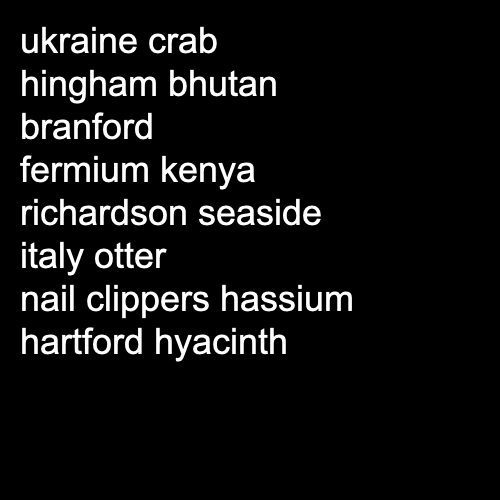 ukraine crab
hingham bhutan
branford
fermium kenya
richardson seaside
italy otter
nail clippers hassium
hartford hyacinth